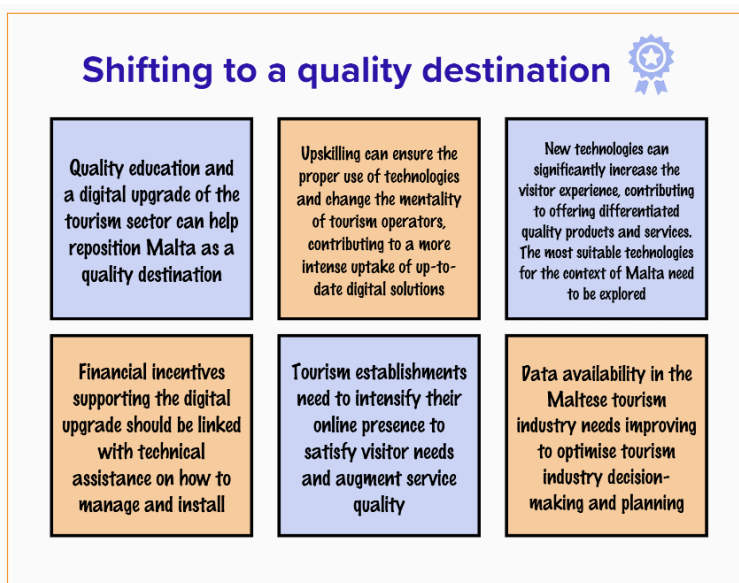 Shifting to a quality destination
Quality education and
a digital upgrade of the
tourism sector can help
reposition Malta as a
quality destination
Upskilling can ensure the
proper use of technologies
and change the mentality
of tourism operators,
contributing to a more
intense uptake of up-to-
date digital solutions
New technologies can
significantly increase the
visitor experience, contributing
to offering differentiated
quality products and services.
The most suitable technologies
for the context of Malta need
to be explored
Financial incentives
supporting the digital
upgrade should be linked
with technical
assistance on how to
manage and install
Tourism establishments
need to intensify their
online presence to
satisfy visitor needs
and augment service
quality
Data availability in the
Maltese tourism
industry needs improving
to optimise tourism
industry decision-
making and planning